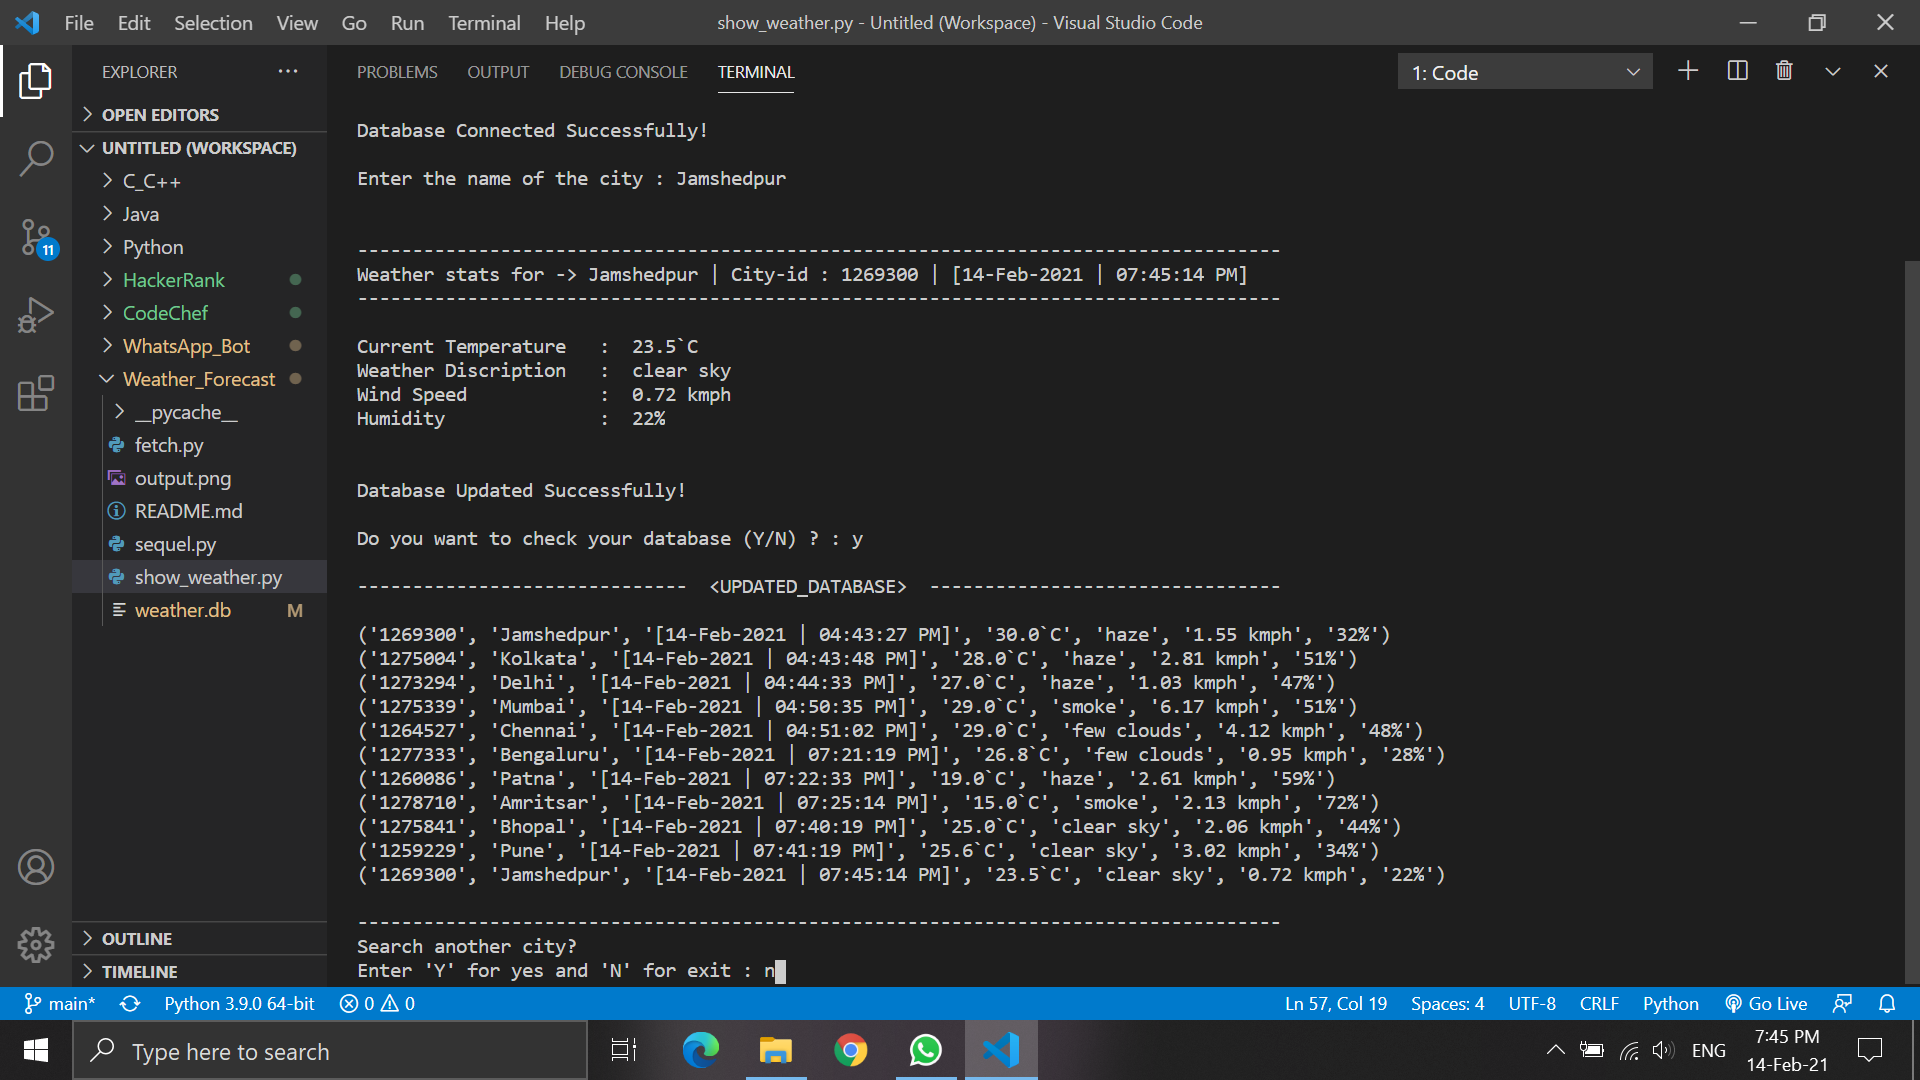 File Edit Selection View Go Run Terminal Help show_weather.py - Untitled (Workspace) - Visual Studio Code
EXPLORER
OPEN EDITORS
UNTITLED (WORKSPACE)
C_C++
Java
Python
HackerRank
CodeChef
WhatsApp_Bot
Weather_Forecast
__pycache__
fetch.py
output.png
README.md
sequel.py
show_weather.py
weather.db M
OUTLINE
TIMELINE
11
PROBLEMS OUTPUT DEBUG CONSOLE TERMINAL 1: Code
Database Connected Successfully!
Enter the name of the city : Jamshedpur
------------------------------------------------------------------------------------
Weather stats for -> Jamshedpur | City-id : 1269300 | [14-Feb-2021 | 07:45:14 PM]
------------------------------------------------------------------------------------
Current Temperature : 23.5`C
Weather Discription : clear sky
Wind Speed : 0.72 kmph
Humidity : 22%
Database Updated Successfully!
Do you want to check your database (Y/N) ? : y
------------------------------ <UPDATED_DATABASE> --------------------------------
('1269300', 'Jamshedpur', '[14-Feb-2021 | 04:43:27 PM]', '30.0`C', 'haze', '1.55 kmph', '32%')
('1275004', 'Kolkata', '[14-Feb-2021 | 04:43:48 PM]', '28.0`C', 'haze', '2.81 kmph', '51%')
('1273294', 'Delhi', '[14-Feb-2021 | 04:44:33 PM]', '27.0`C', 'haze', '1.03 kmph', '47%')
('1275339', 'Mumbai', '[14-Feb-2021 | 04:50:35 PM]', '29.0`C', 'smoke', '6.17 kmph', '51%')
('1264527', 'Chennai', '[14-Feb-2021 | 04:51:02 PM]', '29.0`C', 'few clouds', '4.12 kmph', '48%')
('1277333', 'Bengaluru', '[14-Feb-2021 | 07:21:19 PM]', '26.8`C', 'few clouds', '0.95 kmph', '28%')
('1260086', 'Patna', '[14-Feb-2021 | 07:22:33 PM]', '19.0`C', 'haze', '2.61 kmph', '59%')
('1278710', 'Amritsar', '[14-Feb-2021 | 07:25:14 PM]', '15.0`C', 'smoke', '2.13 kmph', '72%')
('1275841', 'Bhopal', '[14-Feb-2021 | 07:40:19 PM]', '25.0`C', 'clear sky', '2.06 kmph', '44%')
('1259229', 'Pune', '[14-Feb-2021 | 07:41:19 PM]', '25.6`C', 'clear sky', '3.02 kmph', '34%')
('1269300', 'Jamshedpur', '[14-Feb-2021 | 07:45:14 PM]', '23.5`C', 'clear sky', '0.72 kmph', '22%')
------------------------------------------------------------------------------------
Search another city?
Enter 'Y' for yes and 'N' for exit : n
main* Python 3.9.0 64-bit 0 0 Ln 57, Col 19 Spaces: 4 UTF-8 CRLF Python Go Live
Type here to search ENG 7:45 PM
14-Feb-21